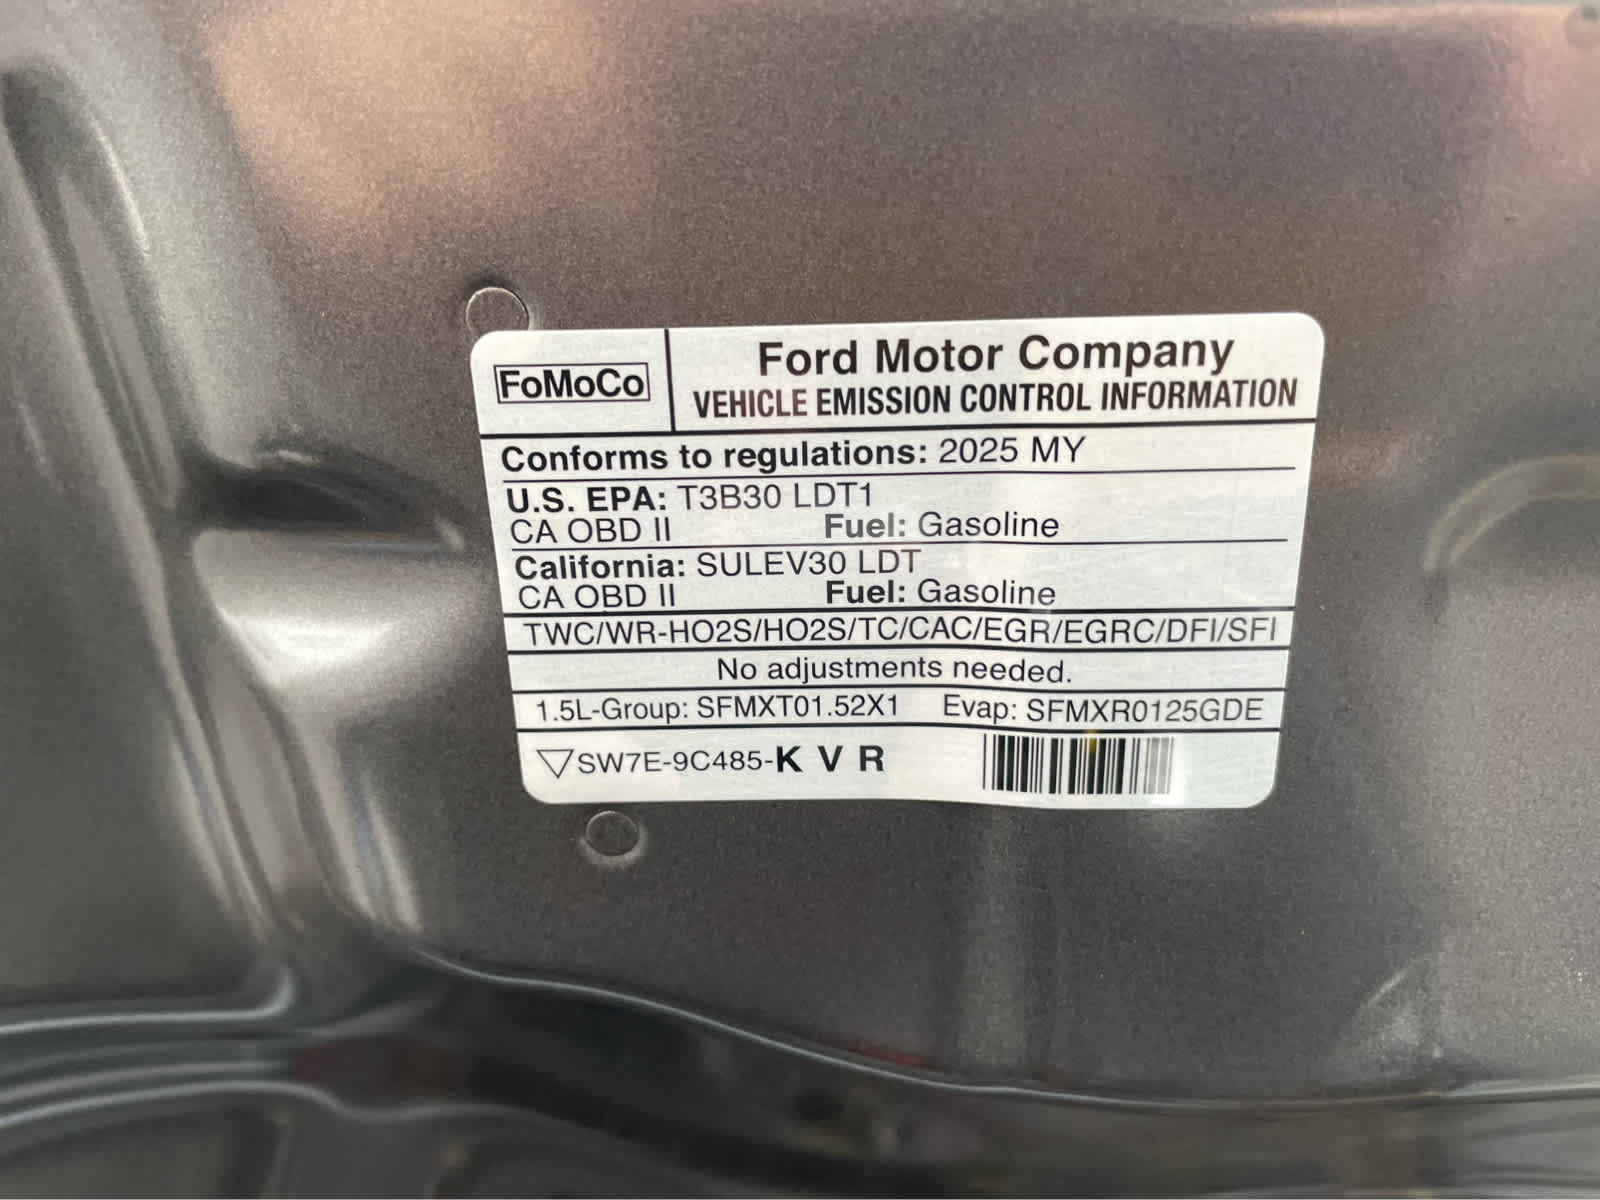 FoMoCo
Ford Motor Company
VEHICLE EMISSION CONTROL INFORMATION
Conforms to regulations: 2025 MY
U.S. EPA: T3B30 LDT1
CA OBD II Fuel: Gasoline
California: SULEV30 LDT
CA OBD II Fuel: Gasoline
TWC/WR-HO2S/HO2S/TC/CAC/EGR/EGRC/DFI/SFI
No adjustments needed.
1.5L-Group: SFMXT01.52X1 Evap: SFMXR0125GDE
SW7E-9C485-K V R